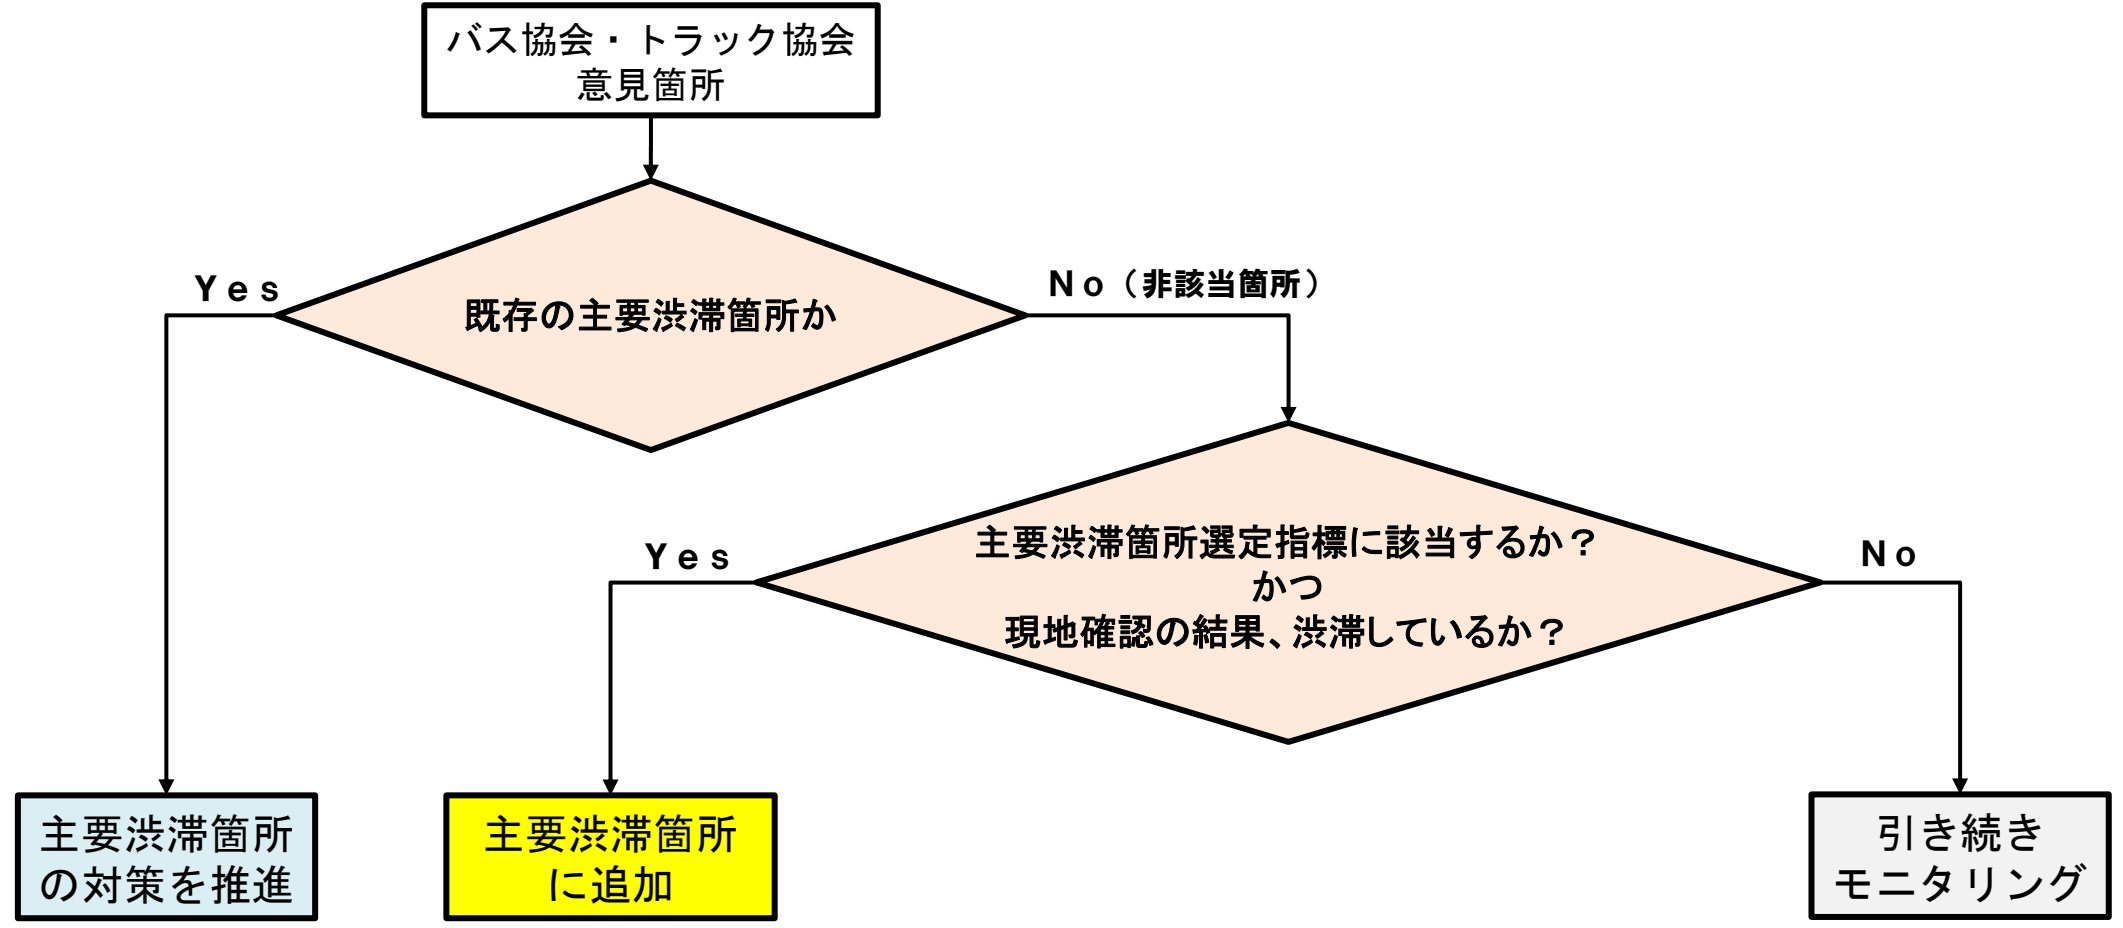 バス協会・トラック協会
意見箇所
Yes
No（非該当箇所）
既存の主要渋滞箇所か
主要渋滞箇所選定指標に該当するか？
かつ
現地確認の結果、渋滞しているか？
Yes
No
主要渋滞箇所
の対策を推進
主要渋滞箇所
に追加
引き続き
モニタリング